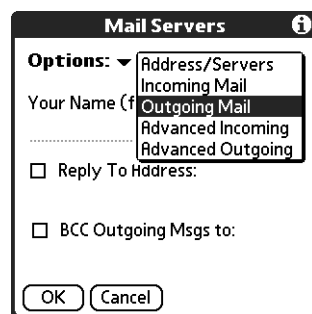 Mail Servers
Options:
Address/Servers
Incoming Mail
Outgoing Mail
Advanced Incoming
Advanced Outgoing
Your Name (f
Reply To Address:
BCC Outgoing Msgs to:
OK Cancel